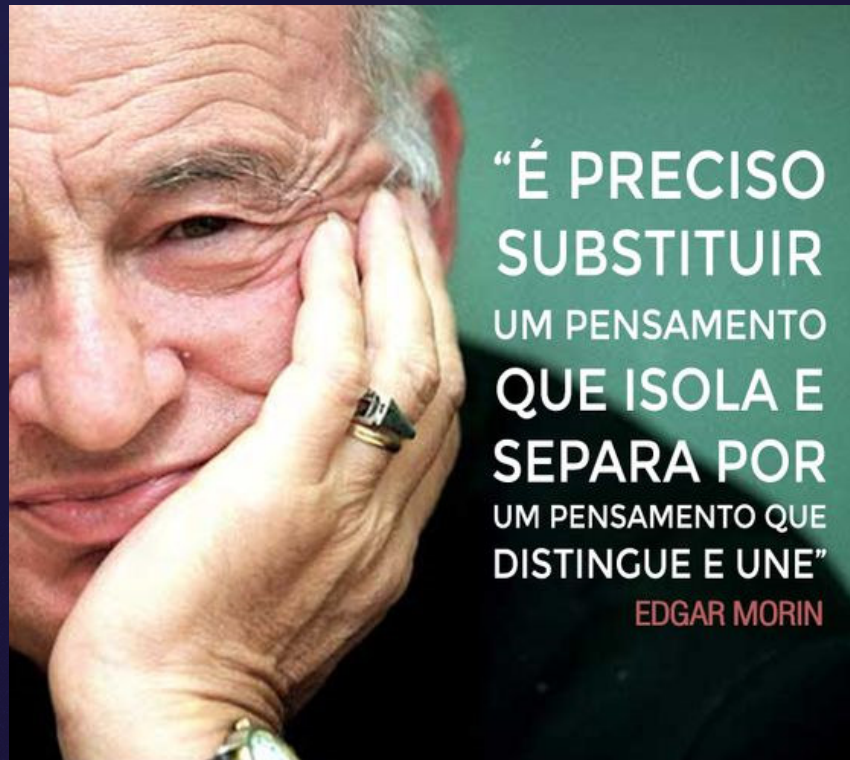 “É PRECISO
SUBSTITUIR
UM PENSAMENTO
QUE ISOLA E
SEPARA POR
UM PENSAMENTO QUE
DISTINGUE E UNE”
EDGAR MORIN